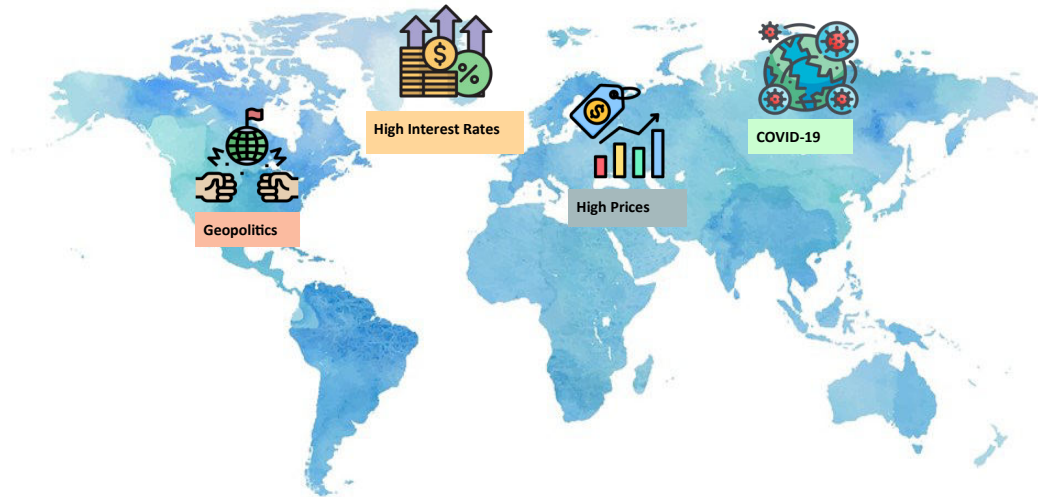 High Interest Rates
COVID-19
High Prices
Geopolitics
$
%
$